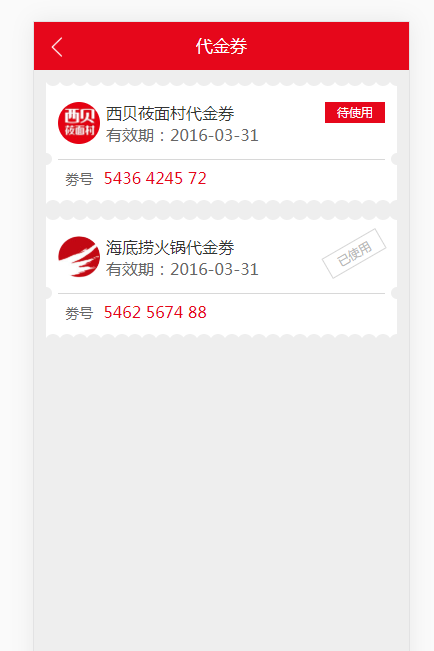 代金券
西贝
莜面村
西贝莜面村代金券
待使用
有效期：2016-03-31
劵号 5436 4245 72
海底捞火锅代金券
已使用
有效期：2016-03-31
劵号 5462 5674 88